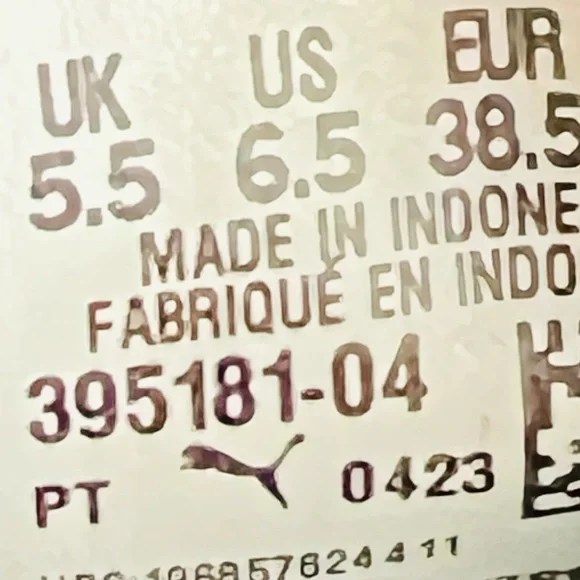 UK US EUR
5.5 6.5 38.5
MADE IN INDONE
FABRIQUÉ EN INDO
395181-04
PT 0423